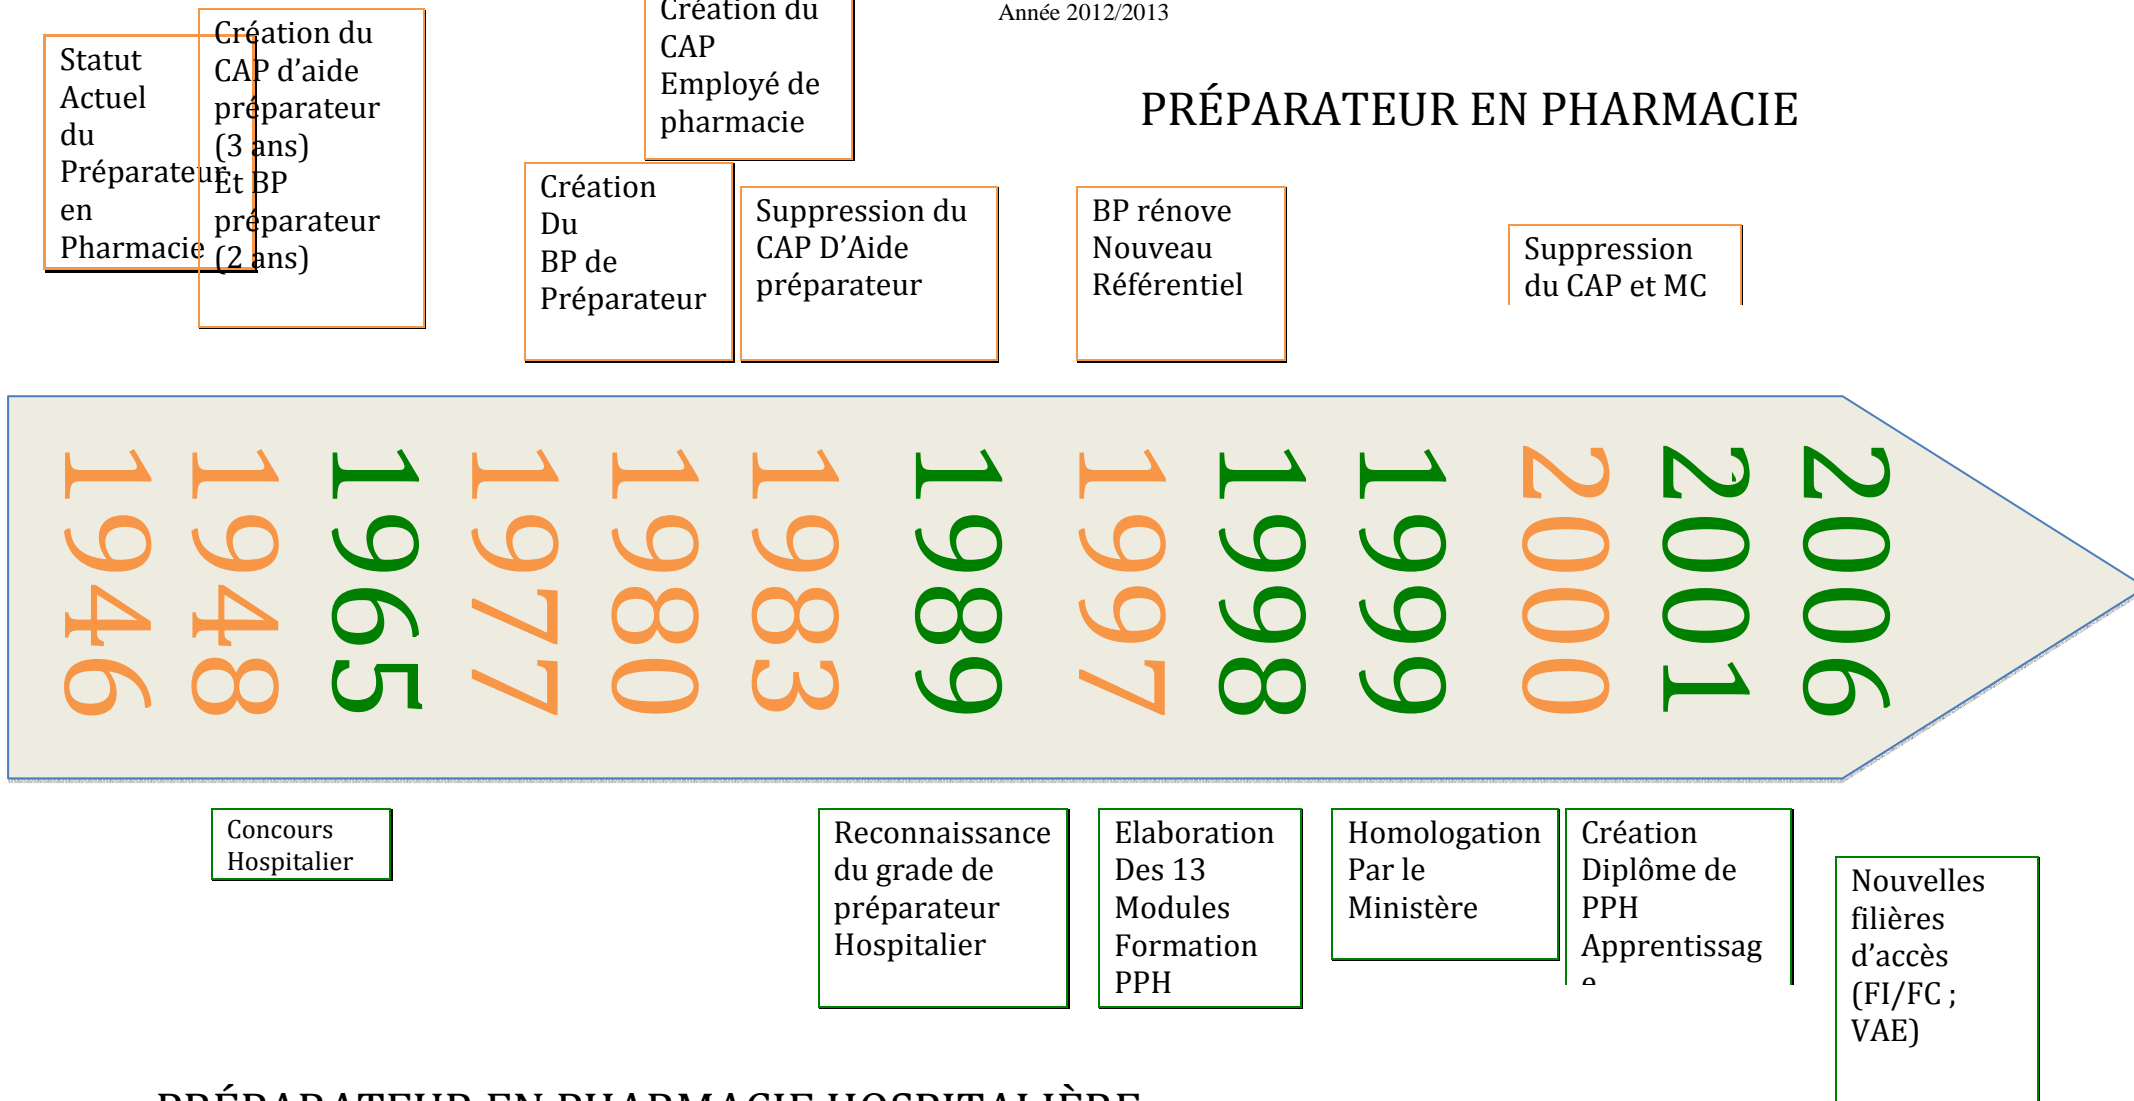 Année 2012/2013
PRÉPARATEUR EN PHARMACIE
Statut
Actuel
du
Préparateur
en
Pharmacie
Création du
CAP d’aide
préparateur
(3 ans)
Et BP
préparateur
(2 ans)
Création
Du
BP de
Préparateur
Création du
CAP
Employé de
pharmacie
Suppression du
CAP D’Aide
préparateur
BP rénove
Nouveau
Référentiel
Suppression
du CAP et MC
1946
1948
1965
1977
1980
1983
1989
1997
1998
1999
2000
2001
2006
Concours
Hospitalier
Reconnaissance
du grade de
préparateur
Hospitalier
Elaboration
Des 13
Modules
Formation
PPH
Homologation
Par le
Ministère
Création
Diplôme de
PPH
Apprentissag
e
Nouvelles
filières
d’accès
(FI/FC ;
VAE)
PRÉPARATEUR EN PHARMACIE HOSPITALIÈRE